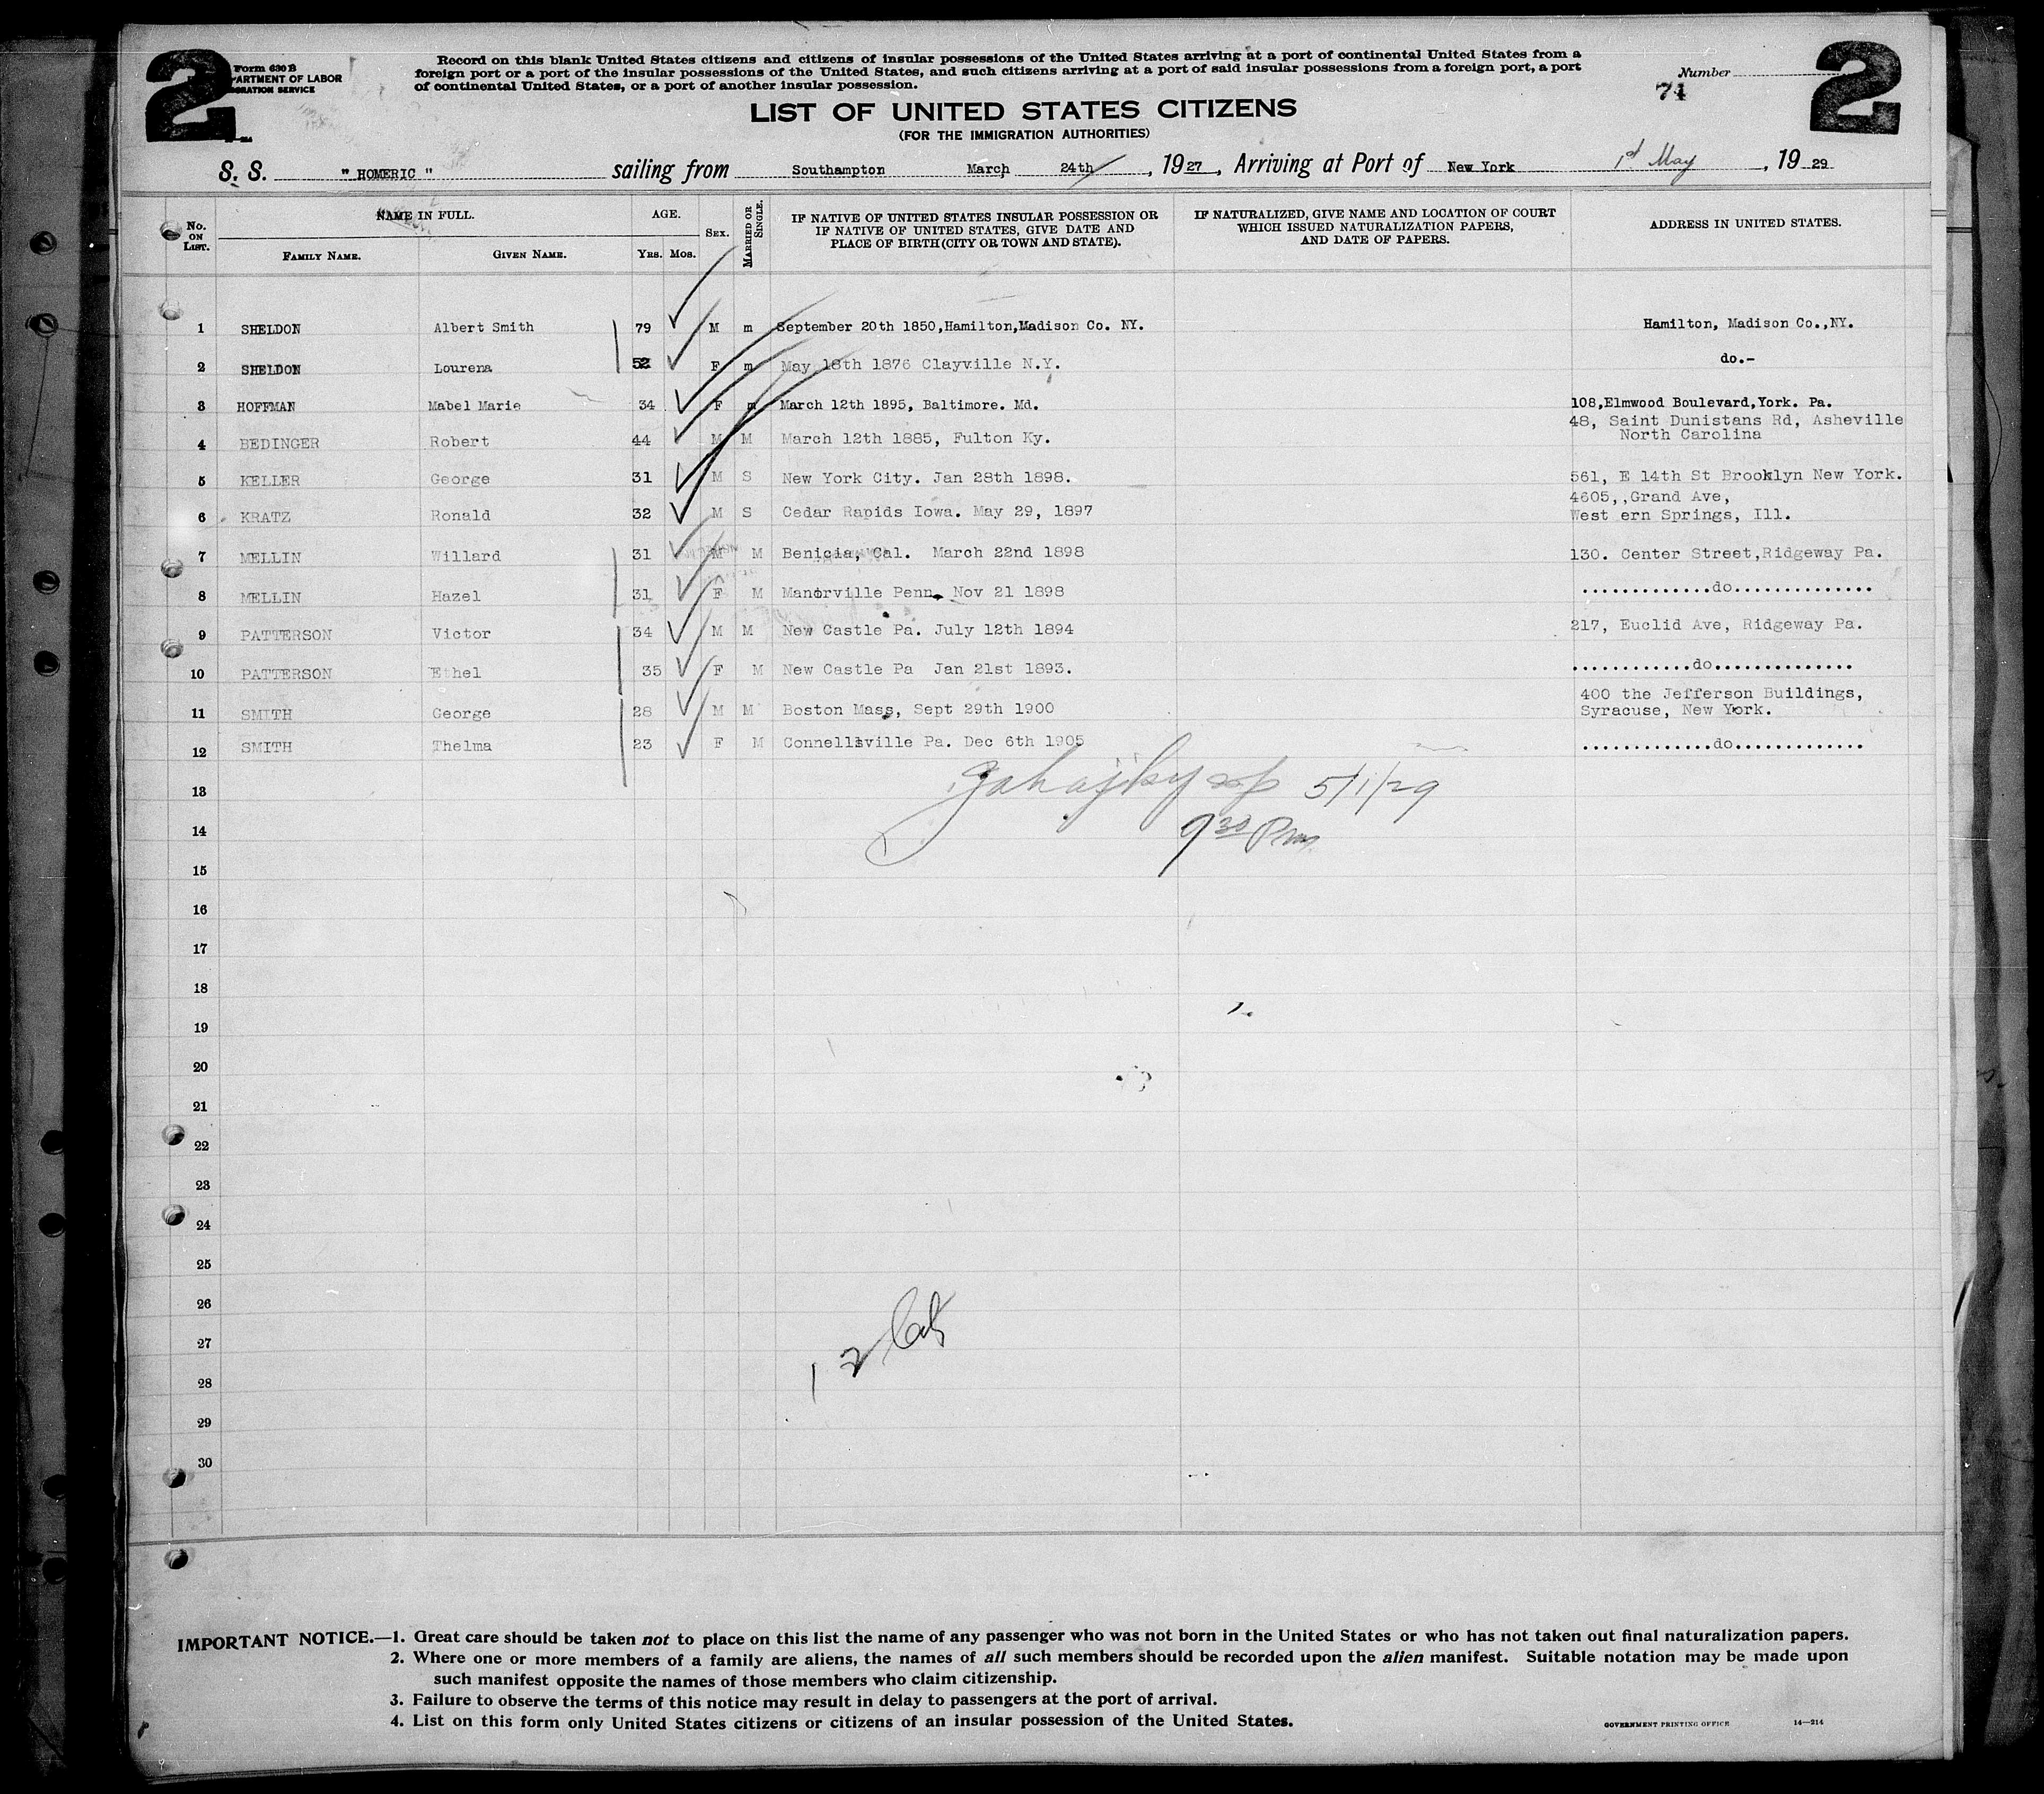 2
Form 630 B
ARTMENT OF LABOR
GRATION SERVICE
Record on this blank United States citizens and citizens of insular possessions of the United States arriving at a port of continental United States from a
foreign port or a port of the insular possessions of the United States, and such citizens arriving at a port of said insular possessions from a foreign port, a port
of continental United States, or a port of another insular possession.
Number
74
2
LIST OF UNITED STATES CITIZENS
(FOR THE IMMIGRATION AUTHORITIES)
S. S. " HOMERIC " sailing from Southampton March 24th, 1927, Arriving at Port of New York 1st May, 1929
No. ON LIST. NAME IN FULL. FAMILY NAME. GIVEN NAME. AGE. YRS. MOS. SEX. MARRIED OR SINGLE. IF NATIVE OF UNITED STATES INSULAR POSSESSION OR IF NATIVE OF UNITED STATES, GIVE DATE AND PLACE OF BIRTH (CITY OR TOWN AND STATE). IF NATURALIZED, GIVE NAME AND LOCATION OF COURT WHICH ISSUED NATURALIZATION PAPERS, AND DATE OF PAPERS. ADDRESS IN UNITED STATES.
1 SHELDON Albert Smith 79 M m September 20th 1850,Hamilton,Madison Co. NY. Hamilton, Madison Co.,NY.
2 SHELDON Lourena 52 F m May 18th 1876 Clayville N.Y. do.-
3 HOFFMAN Mabel Marie 34 F m March 12th 1895, Baltimore. Md. 108,Elmwood Boulevard,York. Pa.
4 BEDINGER Robert 44 M M March 12th 1885, Fulton Ky. 48, Saint Dunistans Rd, Asheville
North Carolina
5 KELLER George 31 M S New York City. Jan 28th 1898. 561, E 14th St Brooklyn New York.
6 KRATZ Ronald 32 M S Cedar Rapids Iowa. May 29, 1897 4605,,Grand Ave,
West ern Springs, Ill.
7 MELLIN Willard 31 M M Benicia, Cal. March 22nd 1898 130. Center Street,Ridgeway Pa.
8 MELLIN Hazel 31 F M Manorville Penn. Nov 21 1898 .............do..............
9 PATTERSON Victor 34 M M New Castle Pa. July 12th 1894 217, Euclid Ave, Ridgeway Pa.
10 PATTERSON Ethel 35 F M New Castle Pa Jan 21st 1893. ............do..............
11 SMITH George 28 M M Boston Mass, Sept 29th 1900 400 the Jefferson Buildings,
Syracuse, New York.
12 SMITH Thelma 23 F M Connellsville Pa. Dec 6th 1905 .............do.............
13
5/1/29
14
9 30 Pm
15
16
17
18
19
20
21
22
23
24
25
26
27
28
29
30
IMPORTANT NOTICE.—1. Great care should be taken not to place on this list the name of any passenger who was not born in the United States or who has not taken out final naturalization papers.
2. Where one or more members of a family are aliens, the names of all such members should be recorded upon the alien manifest. Suitable notation may be made upon
such manifest opposite the names of those members who claim citizenship.
3. Failure to observe the terms of this notice may result in delay to passengers at the port of arrival.
4. List on this form only United States citizens or citizens of an insular possession of the United States.
GOVERNMENT PRINTING OFFICE 14—214